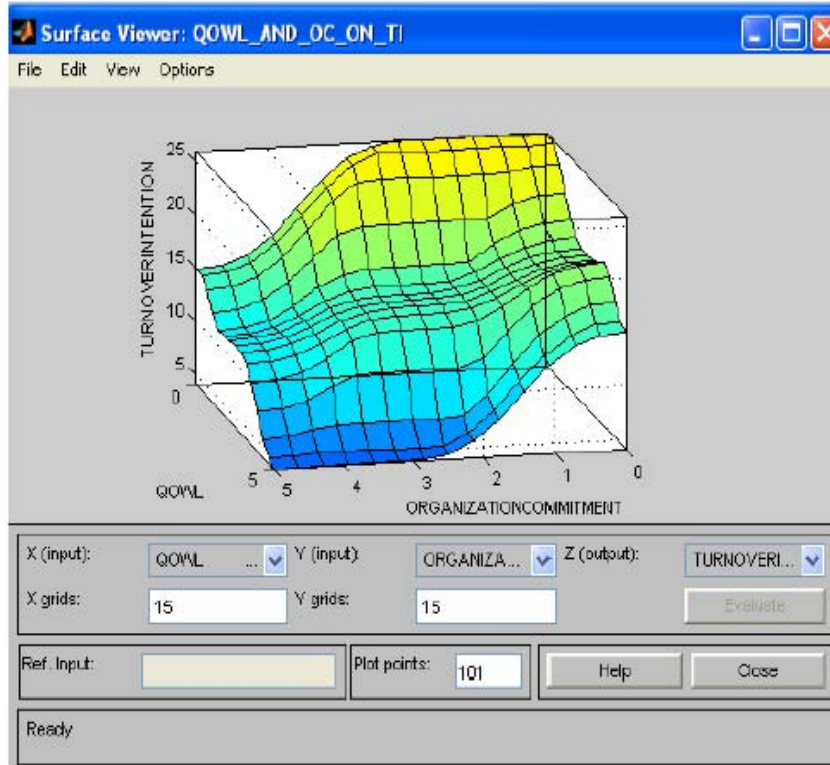 Surface Viewer: QOWL_AND_OC_ON_TI
File Edit View Options
TURNOVERINTENTION
25
20
15
10
5
0
QOWL
5 5 4 3 2 1 0
ORGANIZATIONCOMMITMENT
X (input): QOWL ... Y (input): ORGANIZA... Z (output): TURNOVERI...
X grids: 15 Y grids: 15 Evaluate
Ref. Input: Plot points: 101 Help Close
Ready